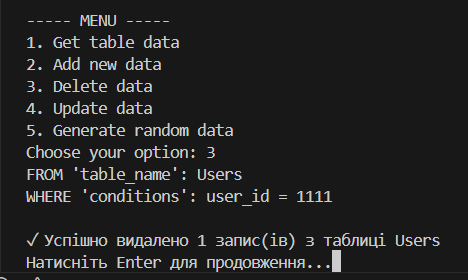 ----- MENU -----
1. Get table data
2. Add new data
3. Delete data
4. Update data
5. Generate random data
Choose your option: 3
FROM 'table_name': Users
WHERE 'conditions': user_id = 1111
✓ Успішно видалено 1 запис(ів) з таблиці Users
Натисніть Enter для продовження...